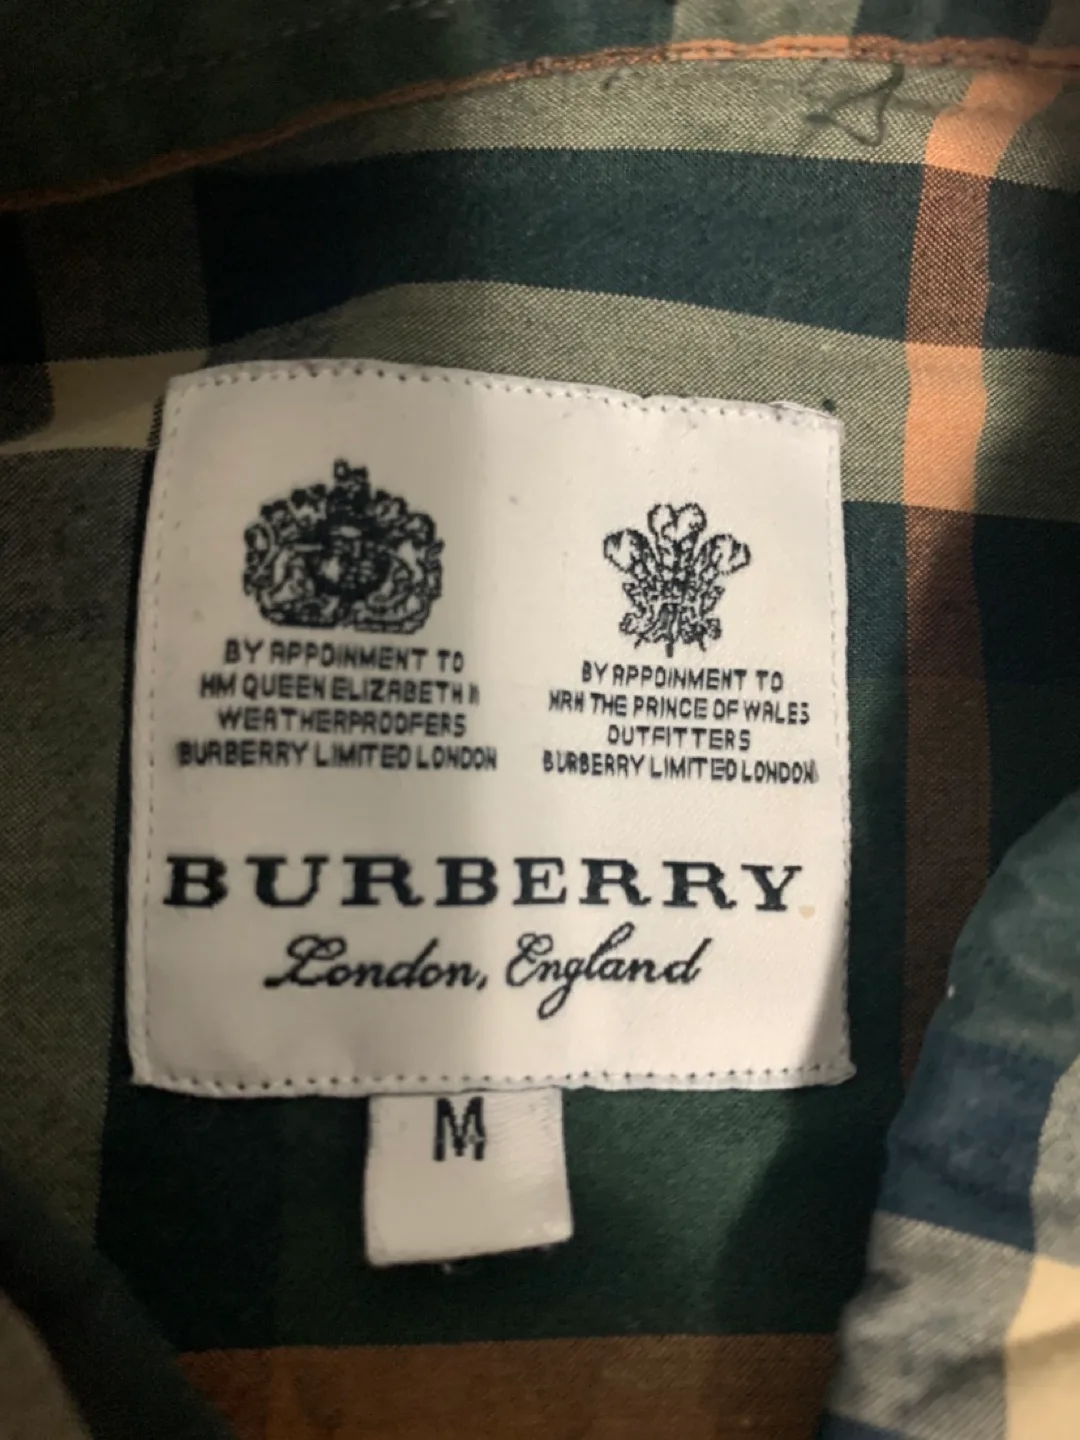 BY APPOINMENT TO
HM QUEEN ELIZABETH II
WEATHERPROOFERS
BURBERRY LIMITED LONDON
BY APPOINMENT TO
HRH THE PRINCE OF WALES
OUTFITTERS
BURBERRY LIMITED LONDON
BURBERRY
London, England
M